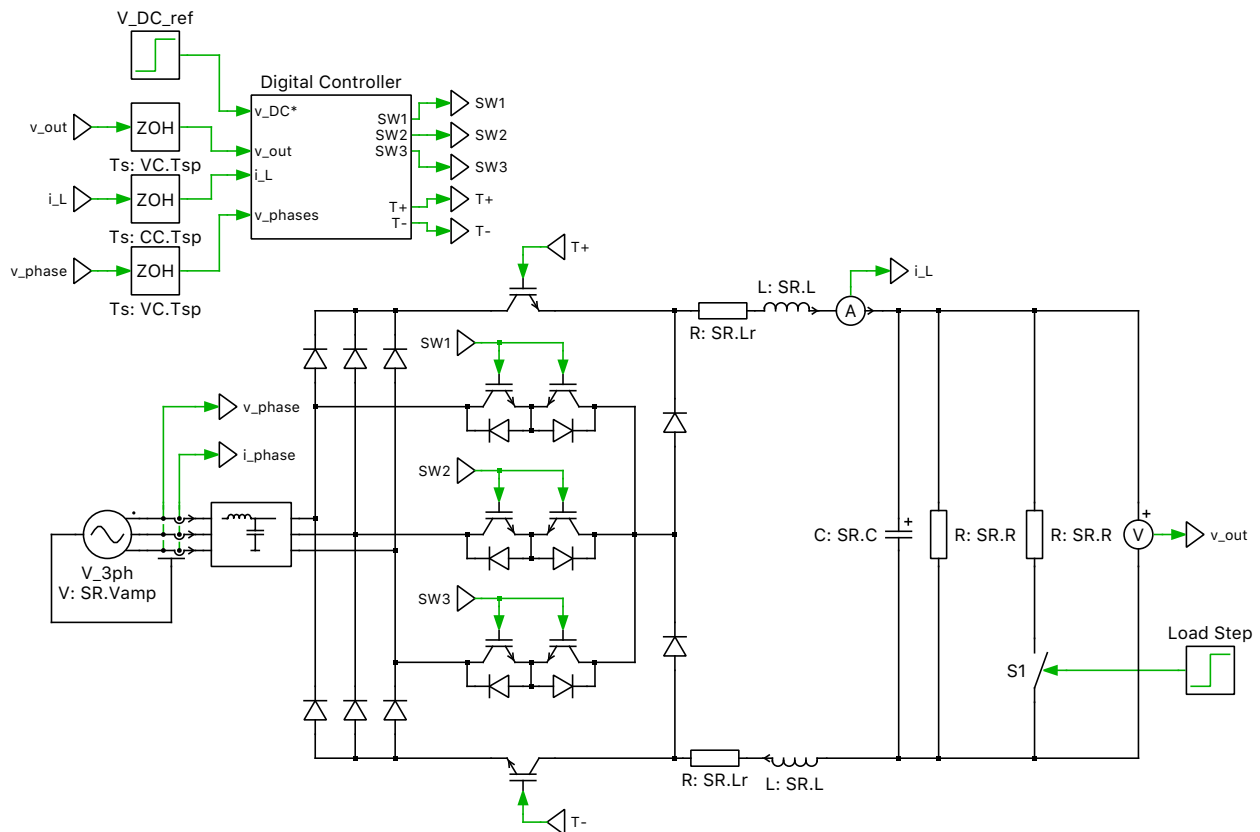 V_DC_ref
Digital Controller
v_DC*
SW1
SW1
v_out
ZOH
SW2
SW2
SW3
v_out
Ts: VC.Tsp
SW3
i_L
i_L
ZOH
T+
T+
v_phases
Ts: CC.Tsp
T-
T-
v_phase
ZOH
Ts: VC.Tsp
T+
i_L
L: SR.L
A
R: SR.Lr
SW1
v_phase
i_phase
SW2
V_3ph
V: SR.Vamp
C: SR.C
+
R: SR.R
R: SR.R
+
V
v_out
SW3
Load Step
S1
R: SR.Lr
L: SR.L
T-